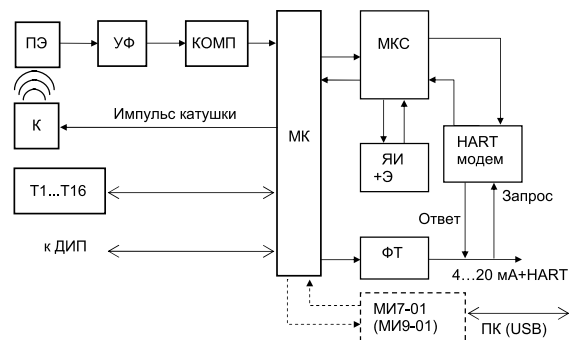 ПЭ
УФ
КОМП
МКС
К
Импульс катушки
МК
HART
модем
ЯИ
+Э
Т1...Т16
Запрос
Ответ
к ДИП
ФТ
4...20 мА+HART
МИ7-01
(МИ9-01)
ПК (USB)